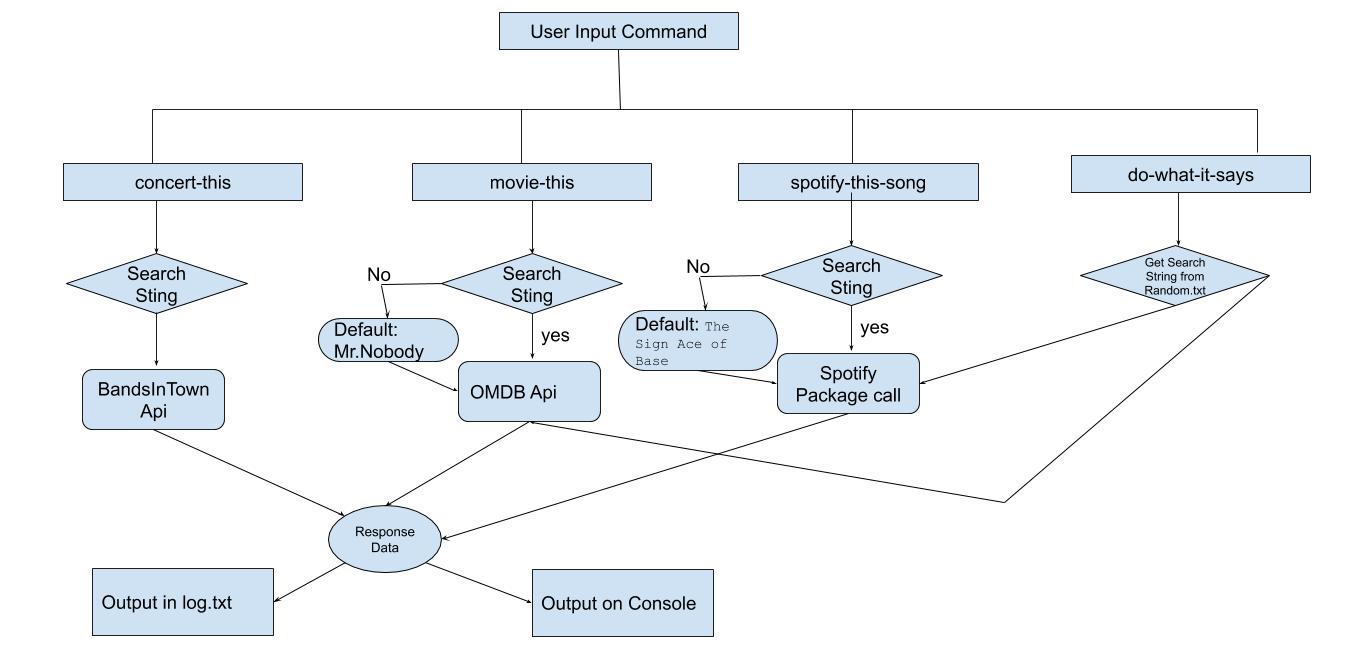 User Input Command
concert-this
movie-this
spotify-this-song
do-what-it-says
Search
Sting
No
Search
Sting
No
Search
Sting
Get Search
String from
Random.txt
Default:
Mr.Nobody
yes
Default: The
Sign Ace of
Base
yes
BandsInTown
Api
OMDB Api
Spotify
Package call
Response
Data
Output in log.txt
Output on Console